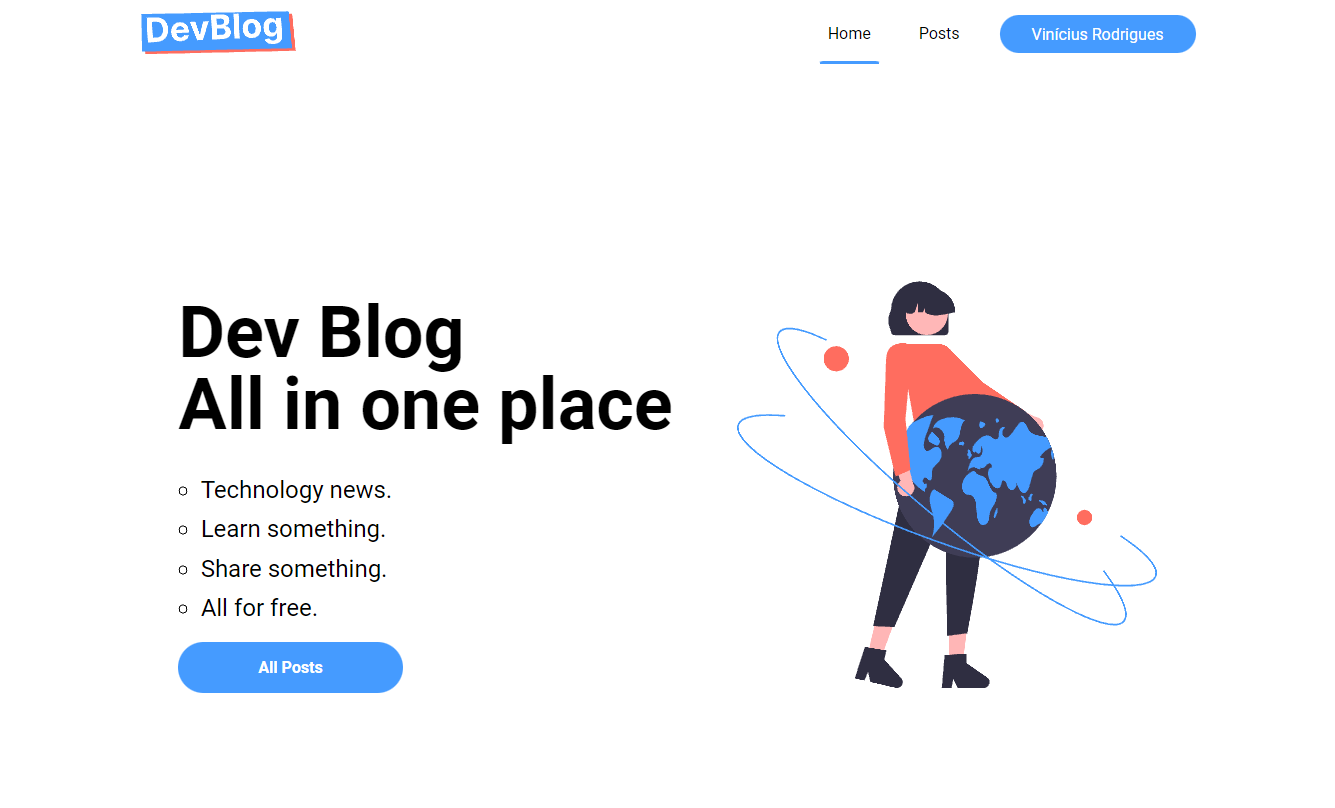 DevBlog
Home
Posts
Vinícius Rodrigues
Dev Blog
All in one place
Technology news.
Learn something.
Share something.
All for free.
All Posts